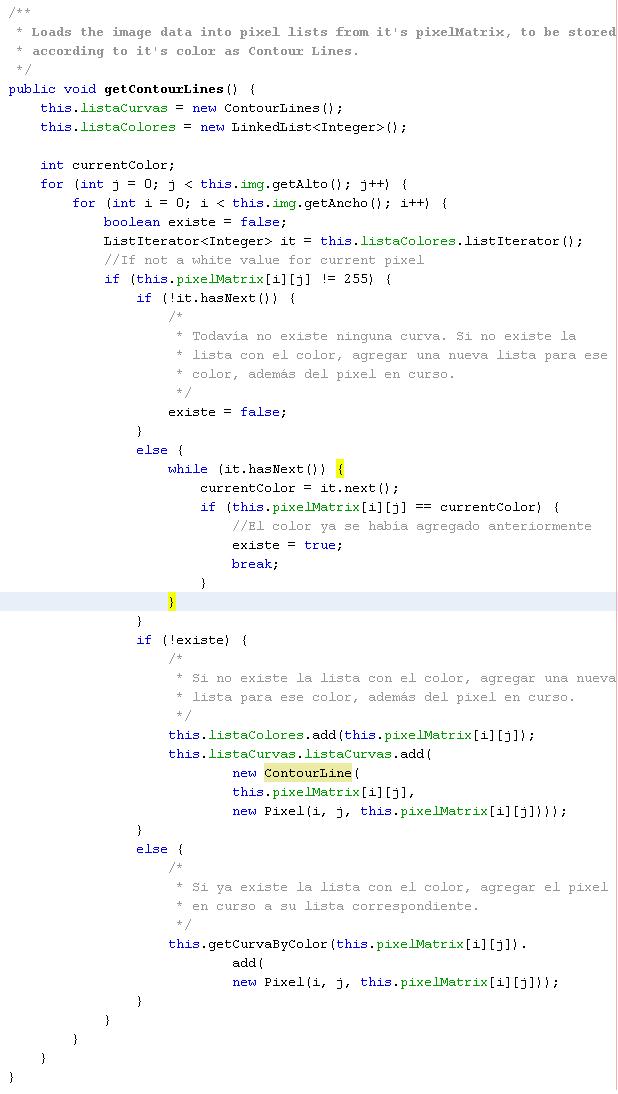 /**
 * Loads the image data into pixel lists from it's pixelMatrix, to be stored
 * according to it's color as Contour Lines.
 */
public void getContourLines() {
    this.listaCurvas = new ContourLines();
    this.listaColores = new LinkedList<Integer>();

    int currentColor;
    for (int j = 0; j < this.img.getAlto(); j++) {
        for (int i = 0; i < this.img.getAncho(); i++) {
            boolean existe = false;
            ListIterator<Integer> it = this.listaColores.listIterator();
            //If not a white value for current pixel
            if (this.pixelMatrix[i][j] != 255) {
                if (!it.hasNext()) {
                    /*
                     * Todavía no existe ninguna curva. Si no existe la
                     * lista con el color, agregar una nueva lista para ese
                     * color, además del pixel en curso.
                     */
                    existe = false;
                }
                else {
                    while (it.hasNext()) {
                        currentColor = it.next();
                        if (this.pixelMatrix[i][j] == currentColor) {
                            //El color ya se había agregado anteriormente
                            existe = true;
                            break;
                        }
                    }
                }
                if (!existe) {
                    /*
                     * Si no existe la lista con el color, agregar una nueva
                     * lista para ese color, además del pixel en curso.
                     */
                    this.listaColores.add(this.pixelMatrix[i][j]);
                    this.listaCurvas.listaCurvas.add(
                            new ContourLine(
                            this.pixelMatrix[i][j],
                            new Pixel(i, j, this.pixelMatrix[i][j])));
                }
                else {
                    /*
                     * Si ya existe la lista con el color, agregar el pixel
                     * en curso a su lista correspondiente.
                     */
                    this.getCurvaByColor(this.pixelMatrix[i][j]).
                            add(
                            new Pixel(i, j, this.pixelMatrix[i][j]));
                }
            }
        }
    }
}